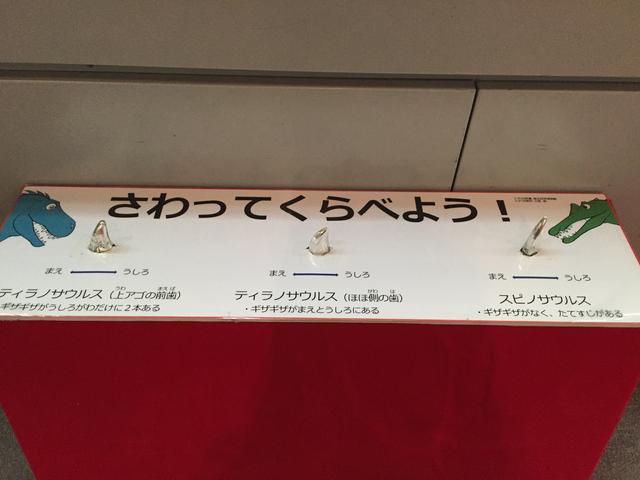 さわってくらべよう！
まえ うしろ
ティラノサウルス（上アゴの前歯）
・ギザギザがうしろがわだけに２本ある
まえ うしろ
ティラノサウルス（ほほ側の歯）
・ギザギザがまえとうしろにある
まえ うしろ
スピノサウルス
・ギザギザがなく、たてすじがある